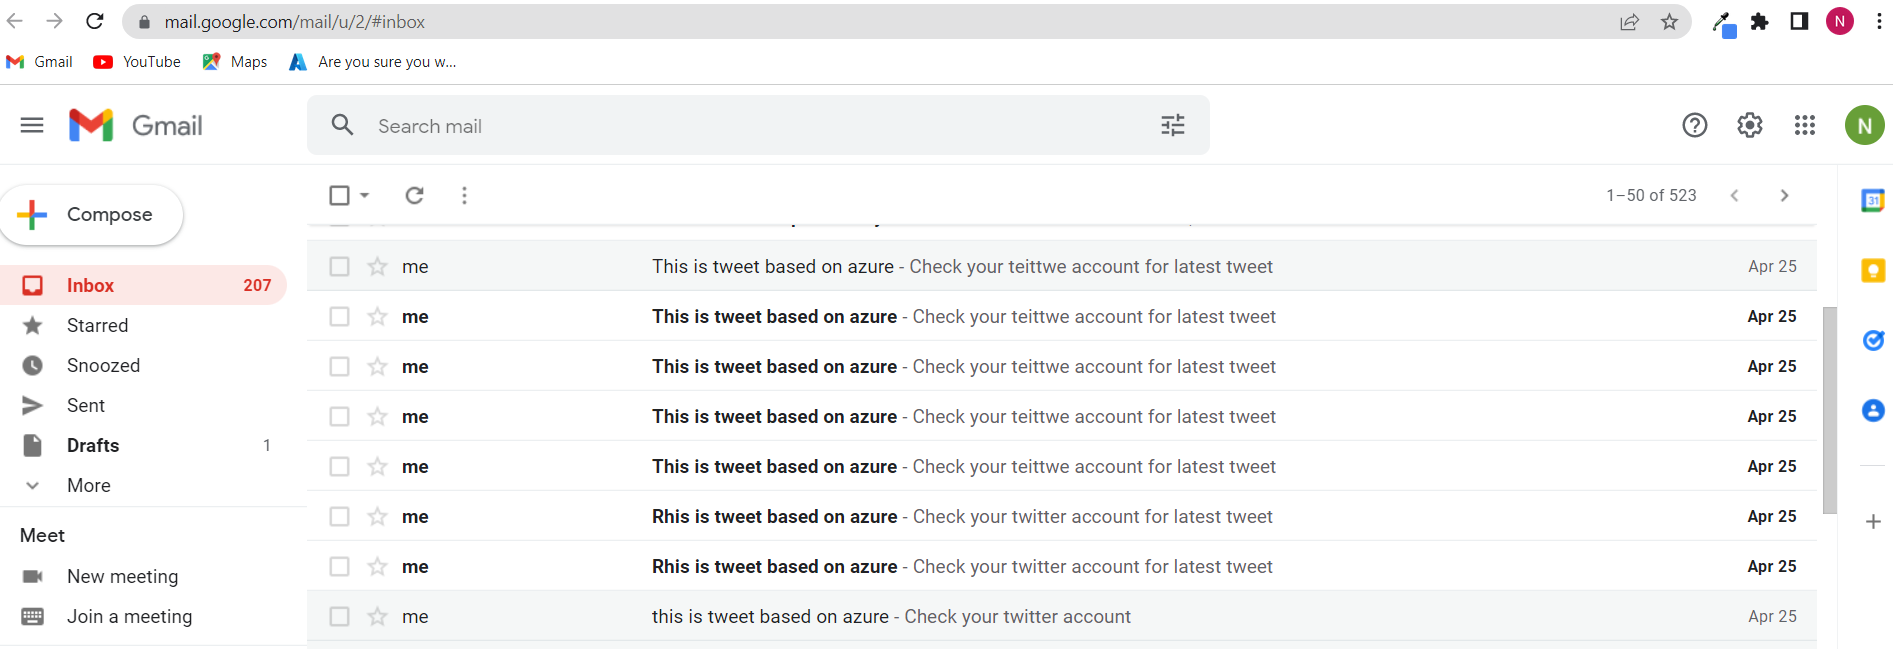 mail.google.com/mail/u/2/#inbox
N
Gmail
YouTube
Maps
Are you sure you w...
Gmail
Search mail
N
Compose
1–50 of 523
31
Inbox 207
Starred
Snoozed
Sent
Drafts 1
More
Meet
New meeting
Join a meeting
me This is tweet based on azure - Check your teittwe account for latest tweet Apr 25
me This is tweet based on azure - Check your teittwe account for latest tweet Apr 25
me This is tweet based on azure - Check your teittwe account for latest tweet Apr 25
me This is tweet based on azure - Check your teittwe account for latest tweet Apr 25
me This is tweet based on azure - Check your teittwe account for latest tweet Apr 25
me Rhis is tweet based on azure - Check your twitter account for latest tweet Apr 25
me Rhis is tweet based on azure - Check your twitter account for latest tweet Apr 25
me this is tweet based on azure - Check your twitter account Apr 25